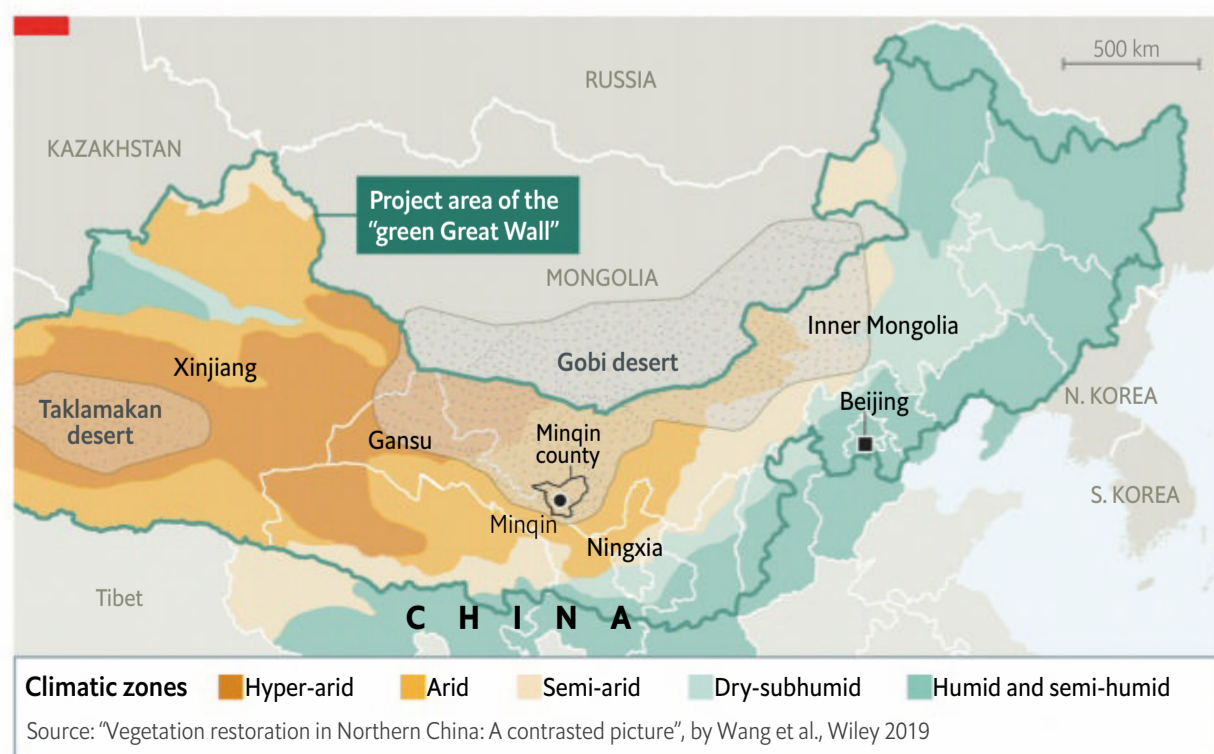 500 km
RUSSIA
KAZAKHSTAN
Project area of the
“green Great Wall”
MONGOLIA
Inner Mongolia
Gobi desert
Xinjiang
Taklamakan
desert
Beijing
N. KOREA
Gansu
Minqin
county
S. KOREA
Minqin
Ningxia
Tibet
C H I N A
Climatic zones Hyper-arid Arid Semi-arid Dry-subhumid Humid and semi-humid
Source: “Vegetation restoration in Northern China: A contrasted picture”, by Wang et al., Wiley 2019